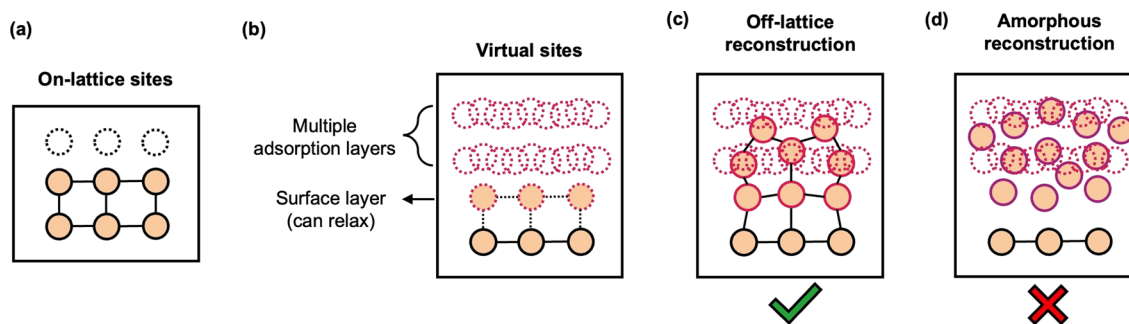 (a)
On-lattice sites
(b)
Virtual sites
Multiple
adsorption layers
Surface layer
(can relax)
(c)
Off-lattice
reconstruction
(d)
Amorphous
reconstruction